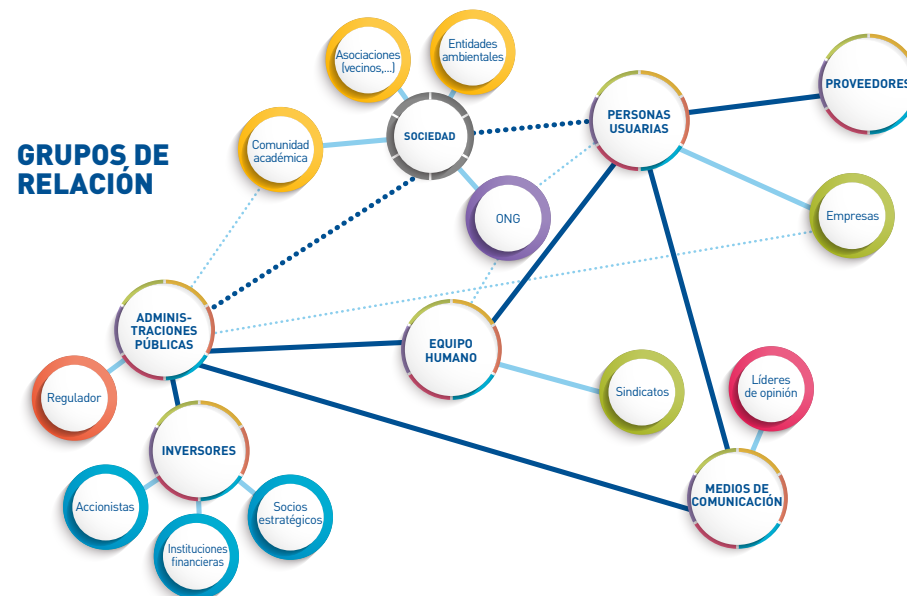 GRUPOS DE
RELACIÓN
Asociaciones
(vecinos,...)
Entidades
ambientales
Comunidad
académica
SOCIEDAD
PERSONAS
USUARIAS
PROVEEDORES
ONG
Empresas
ADMINIS-
TRACIONES
PÚBLICAS
EQUIPO
HUMANO
Regulador
Sindicatos
Líderes
de opinión
INVERSORES
MEDIOS DE
COMUNICACIÓN
Accionistas
Socios
estratégicos
Instituciones
financieras